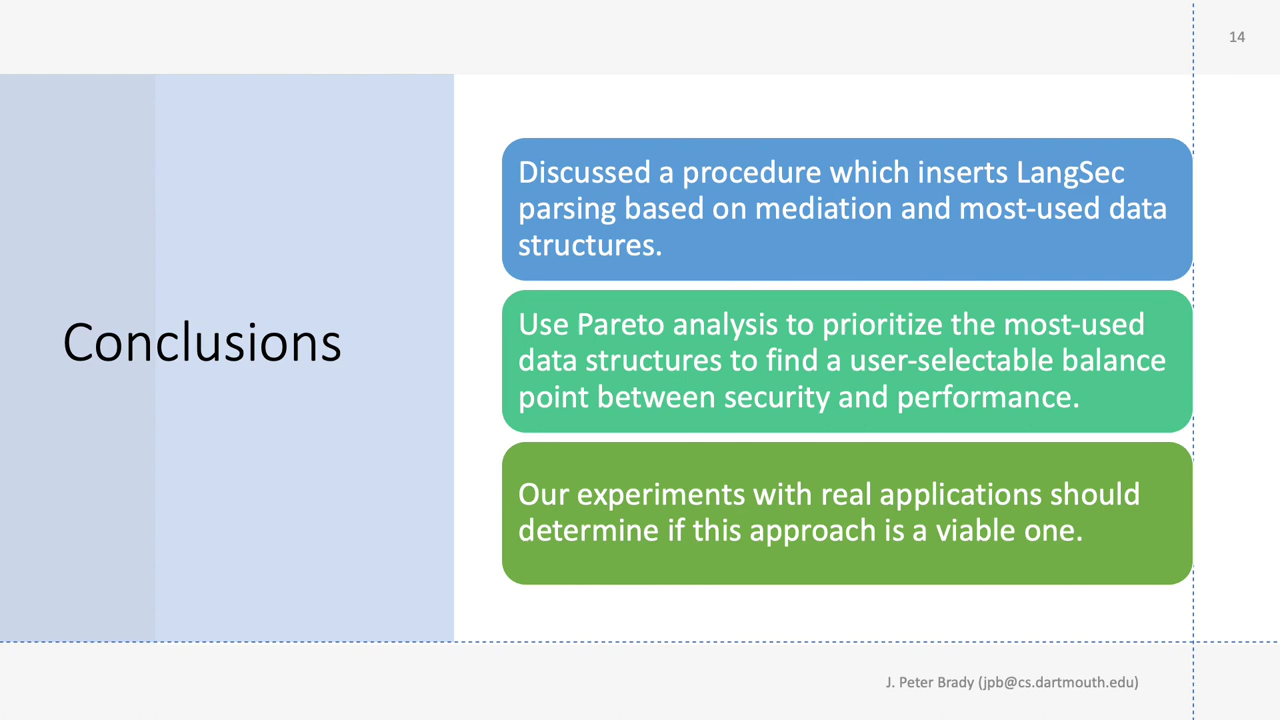 14
Conclusions
Discussed a procedure which inserts LangSec
parsing based on mediation and most-used data
structures.
Use Pareto analysis to prioritize the most-used
data structures to find a user-selectable balance
point between security and performance.
Our experiments with real applications should
determine if this approach is a viable one.
J. Peter Brady (jpb@cs.dartmouth.edu)